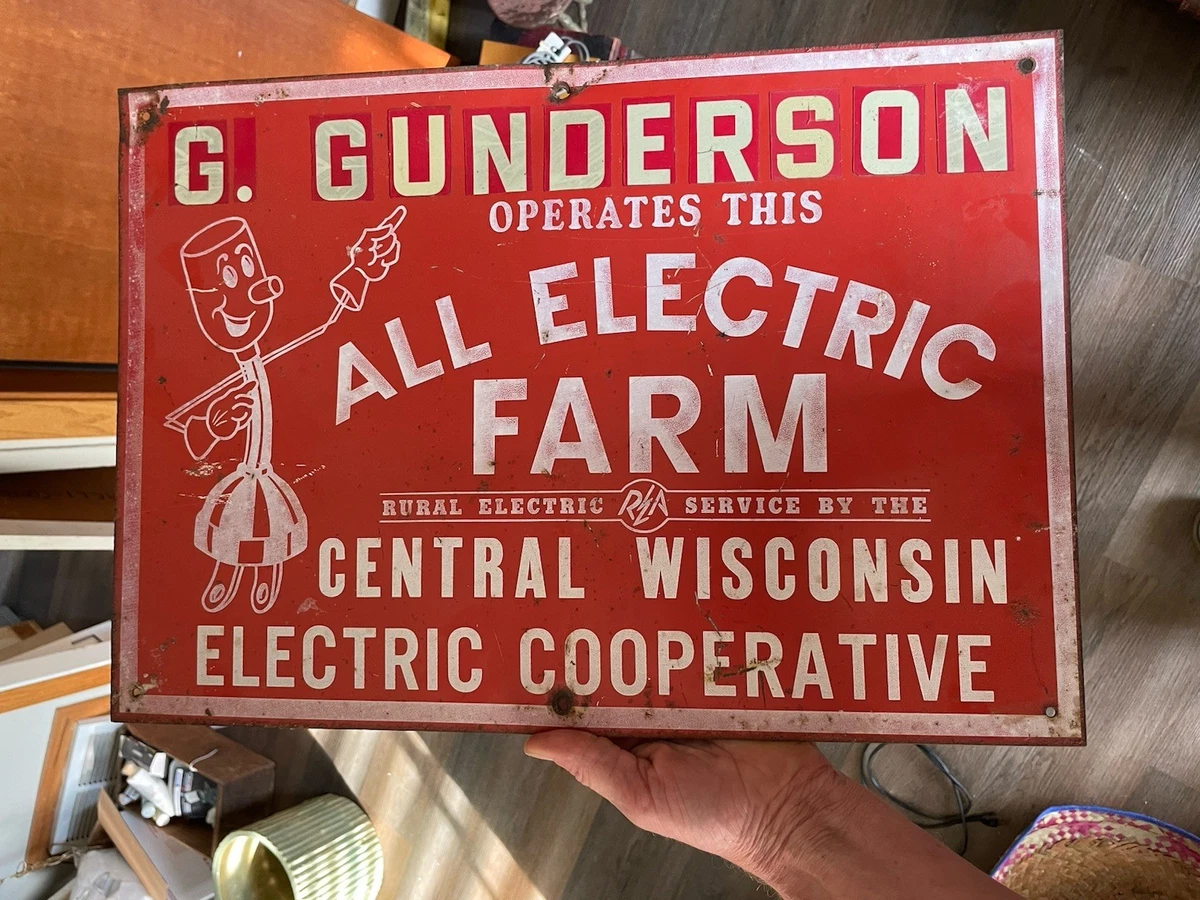 G. GUNDERSON
OPERATES THIS
ALL ELECTRIC
FARM
RURAL ELECTRIC REA SERVICE BY THE
CENTRAL WISCONSIN
ELECTRIC COOPERATIVE